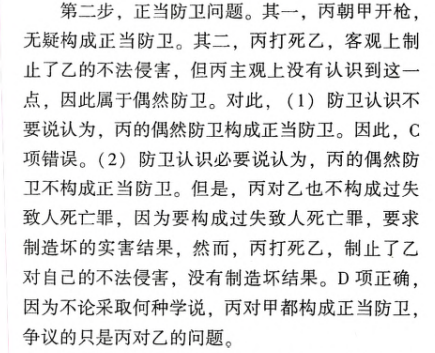 第二步，正当防卫问题。其一，丙朝甲开枪，
无疑构成正当防卫。其二，丙打死乙，客观上制
止了乙的不法侵害，但丙主观上没有认识到这一
点，因此属于偶然防卫。对此，（1）防卫认识不
要说认为，丙的偶然防卫构成正当防卫。因此，C
项错误。（2）防卫认识必要说认为，丙的偶然防
卫不构成正当防卫。但是，丙对乙也不构成过失
致人死亡罪，因为要构成过失致人死亡罪，要求
制造坏的实害结果，然而，丙打死乙，制止了乙
对自己的不法侵害，没有制造坏结果。D项正确，
因为不论采取何种学说，丙对甲都构成正当防卫，
争议的只是丙对乙的问题。